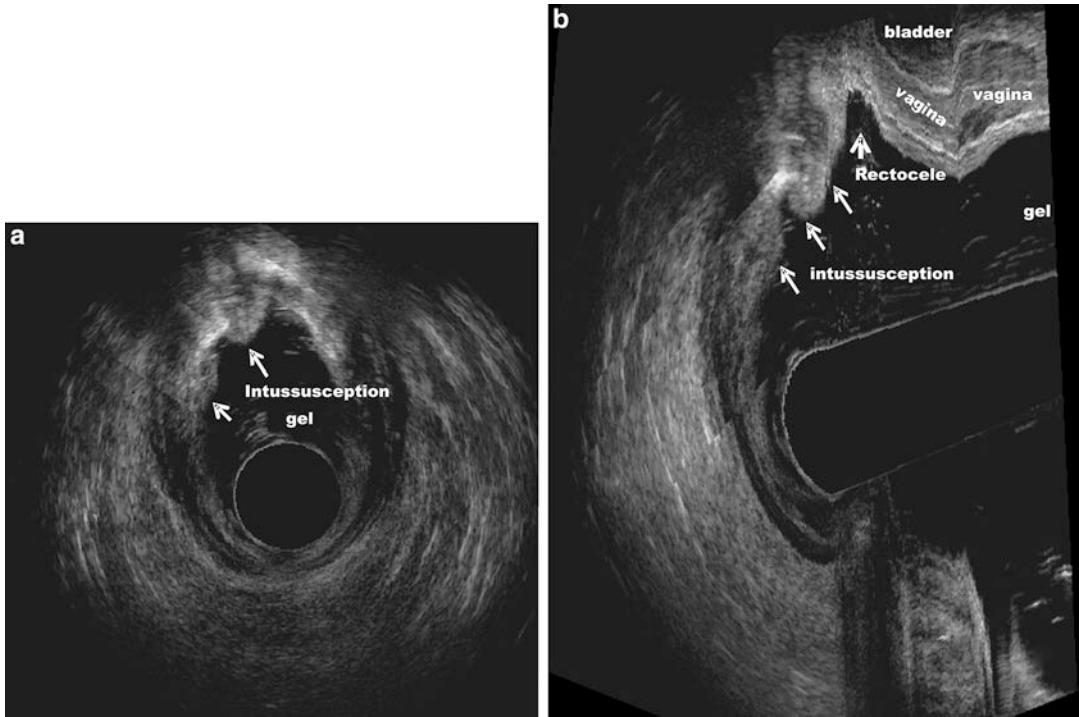 a
Intussusception
gel
b
bladder
vagina
vagina
Rectocele
gel
intussusception